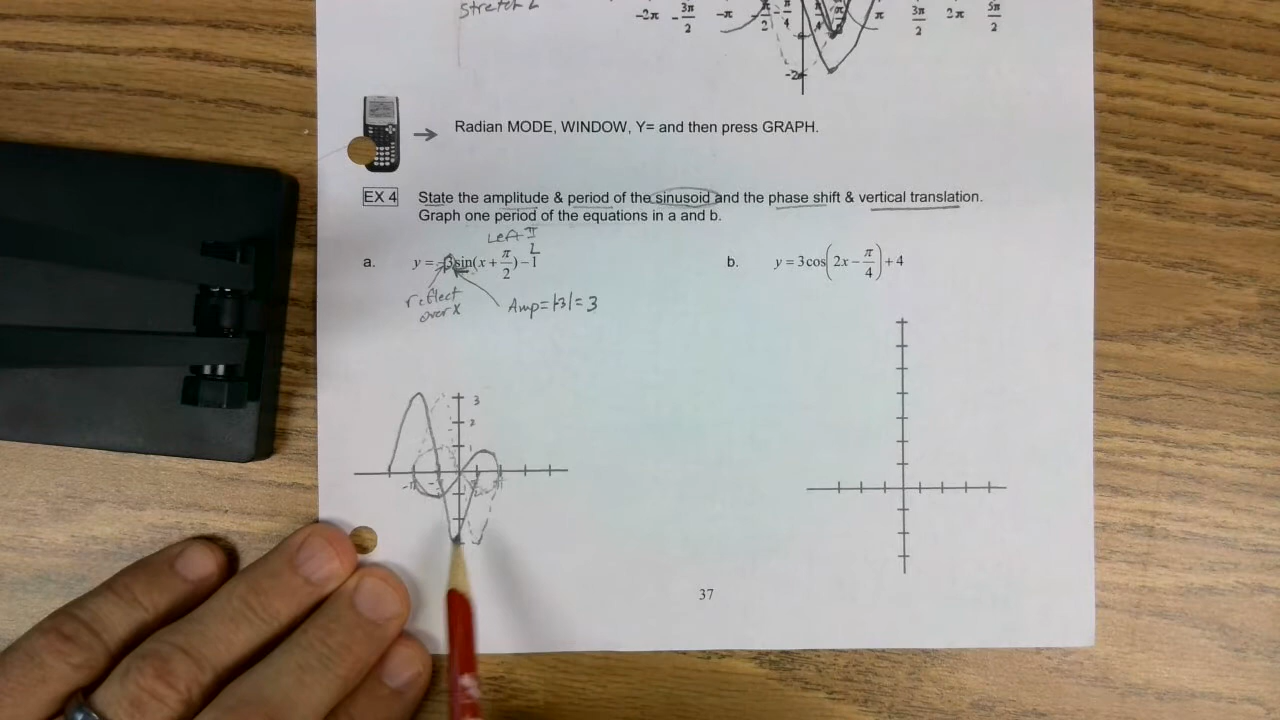 stretch 2
-2π -3π/2 -π -π/2 -π/4 π/4 π/2 π 3π/2 2π 5π/2
-2
Radian MODE, WINDOW, Y= and then press GRAPH.
EX 4 State the amplitude & period of the sinusoid and the phase shift & vertical translation.
Graph one period of the equations in a and b.
Left π/2
a. y = -3sin(x + π/2) - 1
b. y = 3cos(2x - π/4) + 4
reflect
over x
Amp = |-3| = 3
3
2
1
37